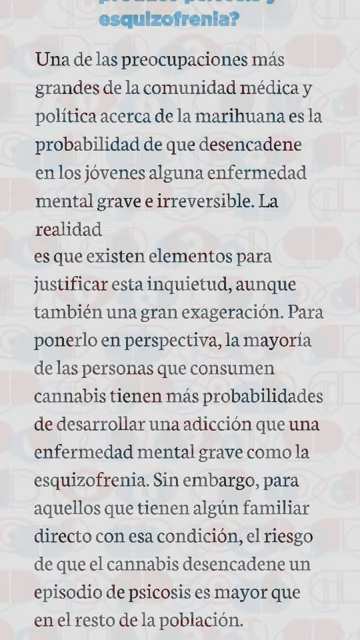 esquizofrenia?
Una de las preocupaciones más
grandes de la comunidad médica y
política acerca de la marihuana es la
probabilidad de que desencadene
en los jóvenes alguna enfermedad
mental grave e irreversible. La
realidad
es que existen elementos para
justificar esta inquietud, aunque
también una gran exageración. Para
ponerlo en perspectiva, la mayoría
de las personas que consumen
cannabis tienen más probabilidades
de desarrollar una adicción que una
enfermedad mental grave como la
esquizofrenia. Sin embargo, para
aquellos que tienen algún familiar
directo con esa condición, el riesgo
de que el cannabis desencadene un
episodio de psicosis es mayor que
en el resto de la población.